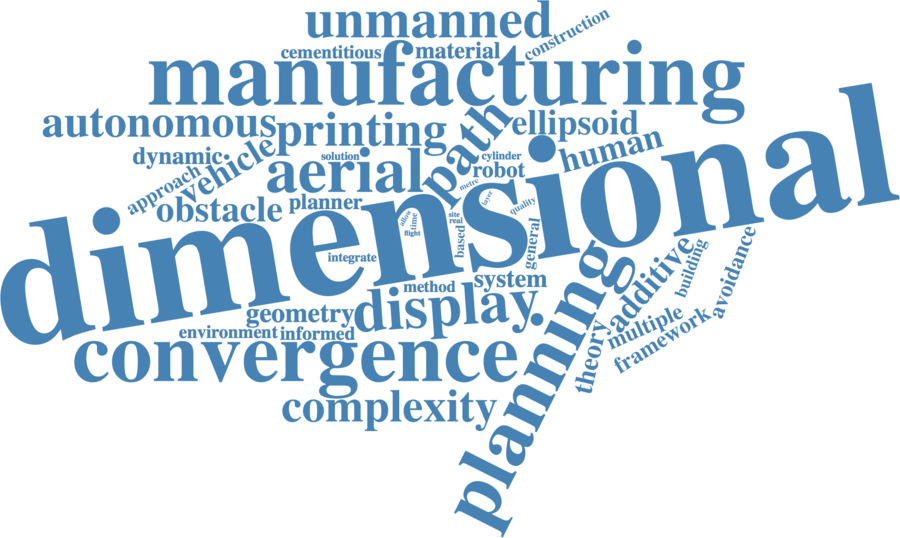 unmanned
cementitious
material
construction
manufacturing
autonomous
printing
path
ellipsoid
dynamic
vehicle
solution
aerial
cylinder
robot
human
approach
metre
obstacle
planner
layer
quality
dimensional
allow
time
flight
site
real
based
general
integrate
method
system
planning
additive
building
avoidance
geometry
display
environment
informed
multiple
framework
theory
convergence
complexity